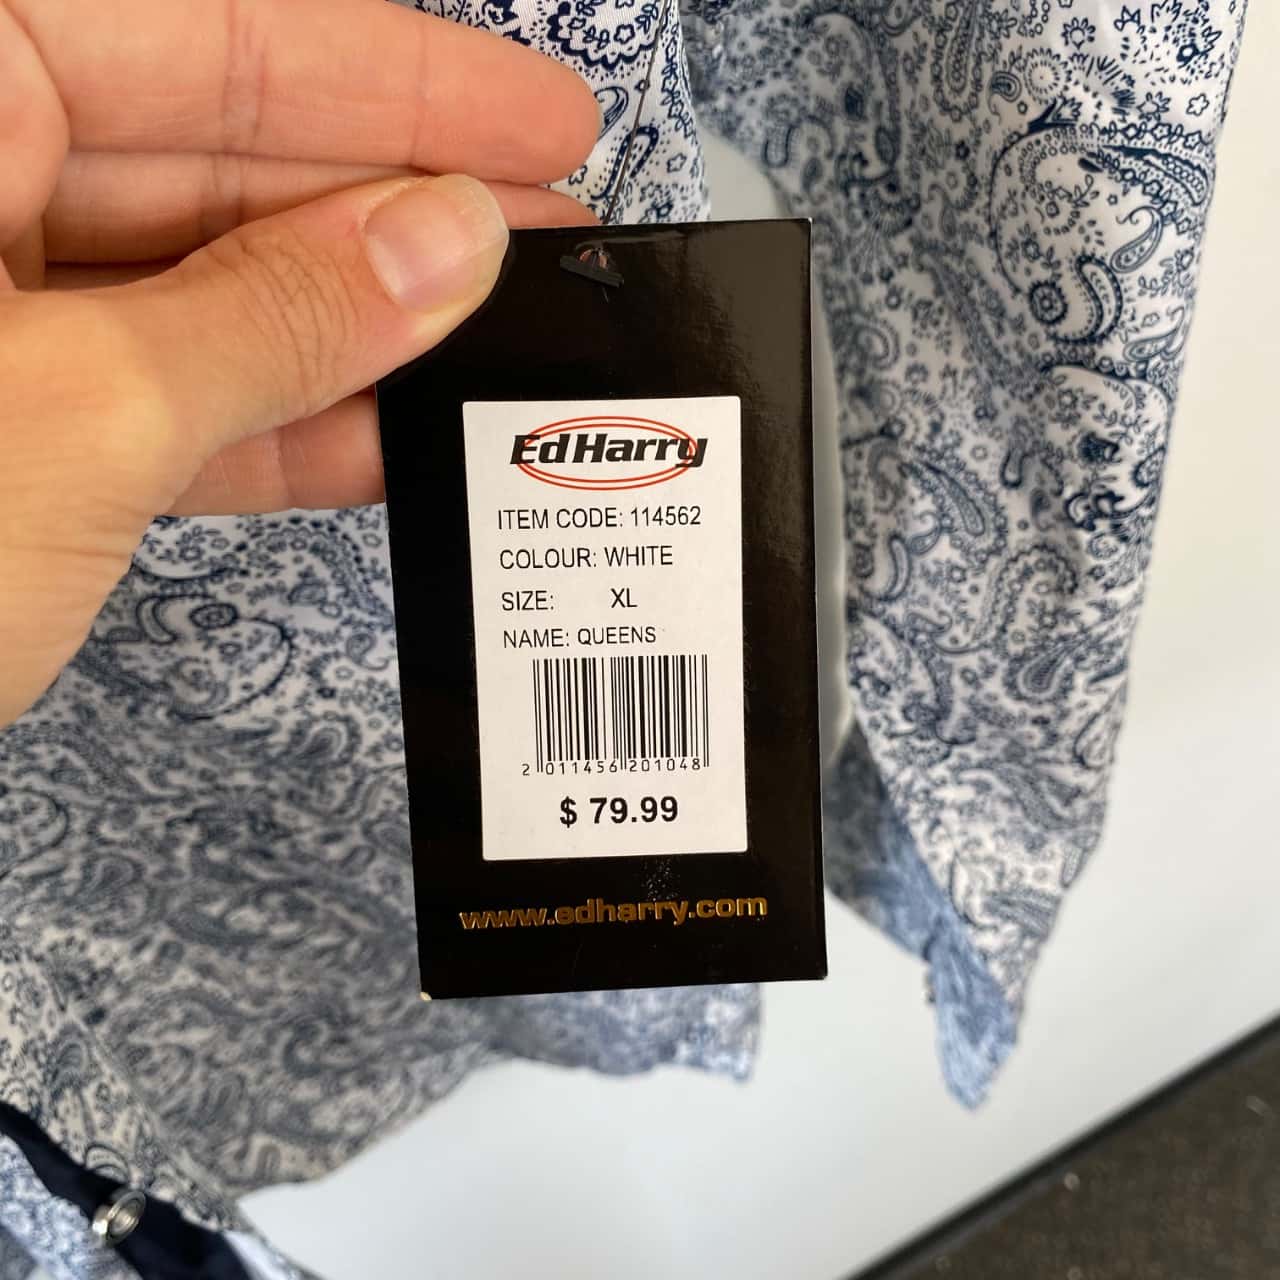 EdHarry
ITEM CODE: 114562
COLOUR: WHITE
SIZE: XL
NAME: QUEENS
2 011456 201048
$ 79.99
www.edharry.com